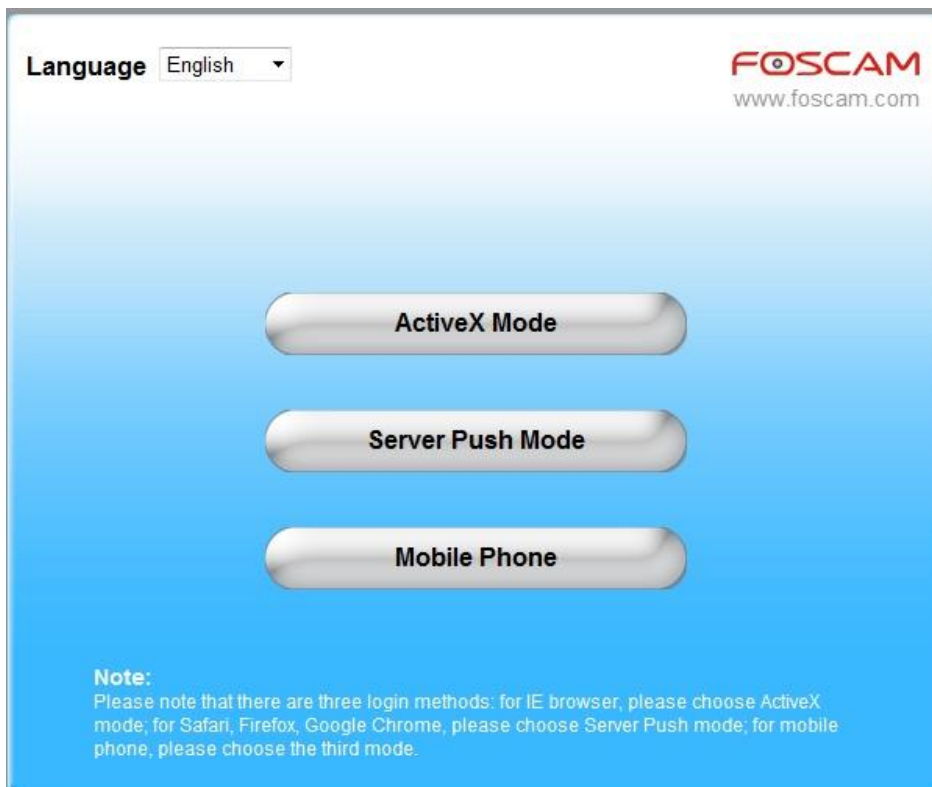 Language English
FOSCAM
www.foscam.com
ActiveX Mode
Server Push Mode
Mobile Phone
Note:
Please note that there are three login methods: for IE browser, please choose ActiveX
mode; for Safari, Firefox, Google Chrome, please choose Server Push mode; for mobile
phone, please choose the third mode.